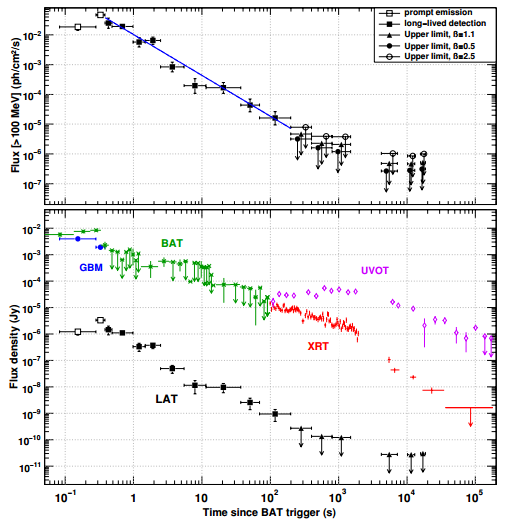 Flux [>100 MeV] (ph/cm²/s)
10⁻²
10⁻³
10⁻⁴
10⁻⁵
10⁻⁶
10⁻⁷
prompt emission
long-lived detection
Upper limit, ß=1.1
Upper limit, ß=0.5
Upper limit, ß=2.5
Flux density (Jy)
10⁻²
10⁻³
10⁻⁴
10⁻⁵
10⁻⁶
10⁻⁷
10⁻⁸
10⁻⁹
10⁻¹⁰
10⁻¹¹
BAT
GBM
UVOT
XRT
LAT
10⁻¹ 1 10 10² 10³ 10⁴ 10⁵
Time since BAT trigger (s)